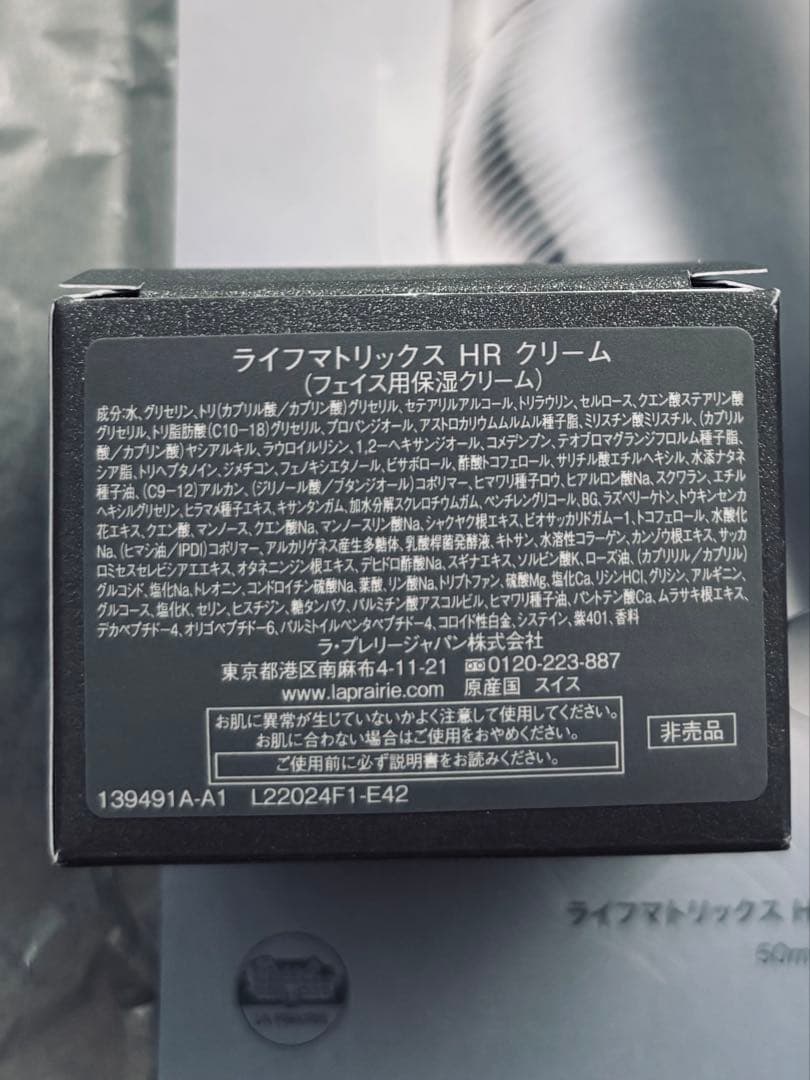 ライフマトリックス HR クリーム
(フェイス用保湿クリーム)
成分:水、グリセリン、トリ(カプリル酸/カプリン酸)グリセリル、セテアリルアルコール、トリラウリン、セルロース、クエン酸ステアリン酸
グリセリル、トリ脂肪酸(C10-18)グリセリル、プロパンジオール、アストロカリウムムルムル種子脂、ミリスチン酸ミリスチル、(カプリル
酸/カプリン酸)ヤシアルキル、ラウロイルリシン、1,2-ヘキサンジオール、コメデンプン、テオブロマグランジフロルム種子脂、
シア脂、トリヘプタノイン、ジメチコン、フェノキシエタノール、ビサボロール、酢酸トコフェロール、サリチル酸エチルヘキシル、水添ナタネ
種子油、(C9-12)アルカン、(ジリノール酸/ブタンジオール)コポリマー、ヒマワリ種子ロウ、ヒアルロン酸Na、スクワラン、エチル
ヘキシルグリセリン、ヒラマメ種子エキス、キサンタンガム、加水分解スクレロチウムガム、ペンチレングリコール、BG、ラズベリーケトン、トウキンセンカ
花エキス、クエン酸、マンノース、クエン酸Na、マンノースリン酸Na、シャクヤク根エキス、ビオサッカリドガム-1、トコフェロール、水酸化
Na、(ヒマシ油/IPDI)コポリマー、アルカリゲネス産生多糖体、乳酸桿菌発酵液、キトサン、水溶性コラーゲン、カンゾウ根エキス、サッカ
ロミセスセレビシアエエキス、オタネニンジン根エキス、デヒドロ酢酸Na、スギナエキス、ソルビン酸K、ローズ油、(カプリリル/カプリル)
グルコシド、塩化Na、トレオニン、コンドロイチン硫酸Na、葉酸、リン酸Na、トリプトファン、硫酸Mg、塩化Ca、リシンHCl、グリシン、アルギニン、
グルコース、塩化K、セリン、ヒスチジン、糖タンパク、パルミチン酸アスコルビル、ヒマワリ種子油、パントテン酸Ca、ムラサキ根エキス、
デカペプチド-4、オリゴペプチド-6、パルミトイルペンタペプチド-4、コロイド性白金、システイン、紫401、香料
ラ・プレリージャパン株式会社
東京都港区南麻布4-11-21 0120-223-887
www.laprairie.com 原産国 スイス
お肌に異常が生じていないかよく注意して使用してください。
お肌に合わない場合はご使用をおやめください。
ご使用前に必ず説明書をお読みください。
非売品
139491A-A1 L22024F1-E42
ライフマトリックス H
50m